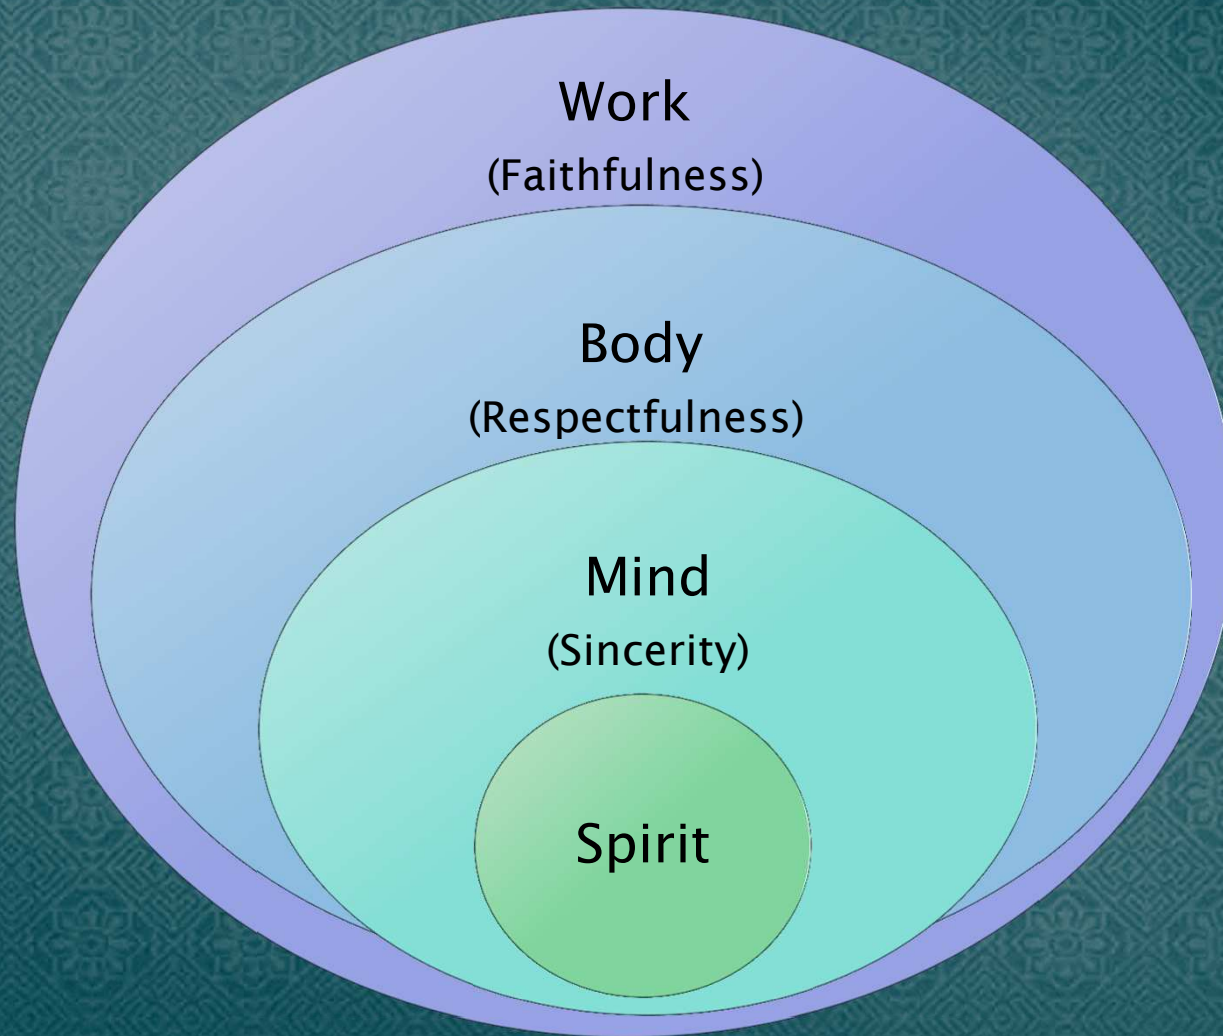 Work
(Faithfulness)
Body
(Respectfulness)
Mind
(Sincerity)
Spirit